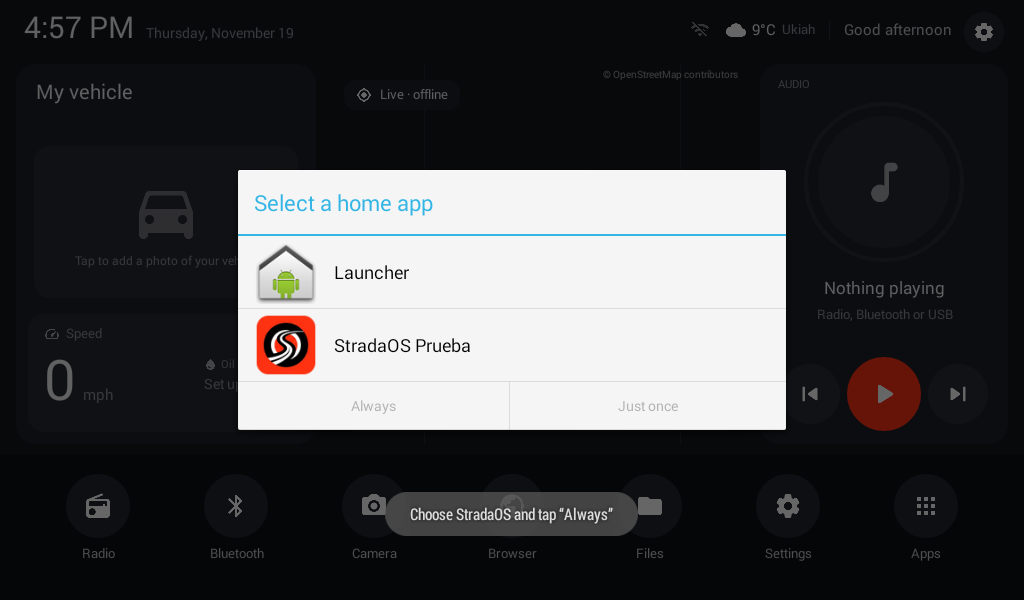 4:57 PM
Thursday, November 19
9°C Ukiah
Good afternoon
My vehicle
Live · offline
© OpenStreetMap contributors
AUDIO
Tap to add a photo of your
Select a home app
Launcher
StradaOS Prueba
Always
Just once
Nothing playing
Radio, Bluetooth or USB
Speed
0 mph
Oil
Set
Choose StradaOS and tap “Always”
Radio
Bluetooth
Camera
Browser
Files
Settings
Apps